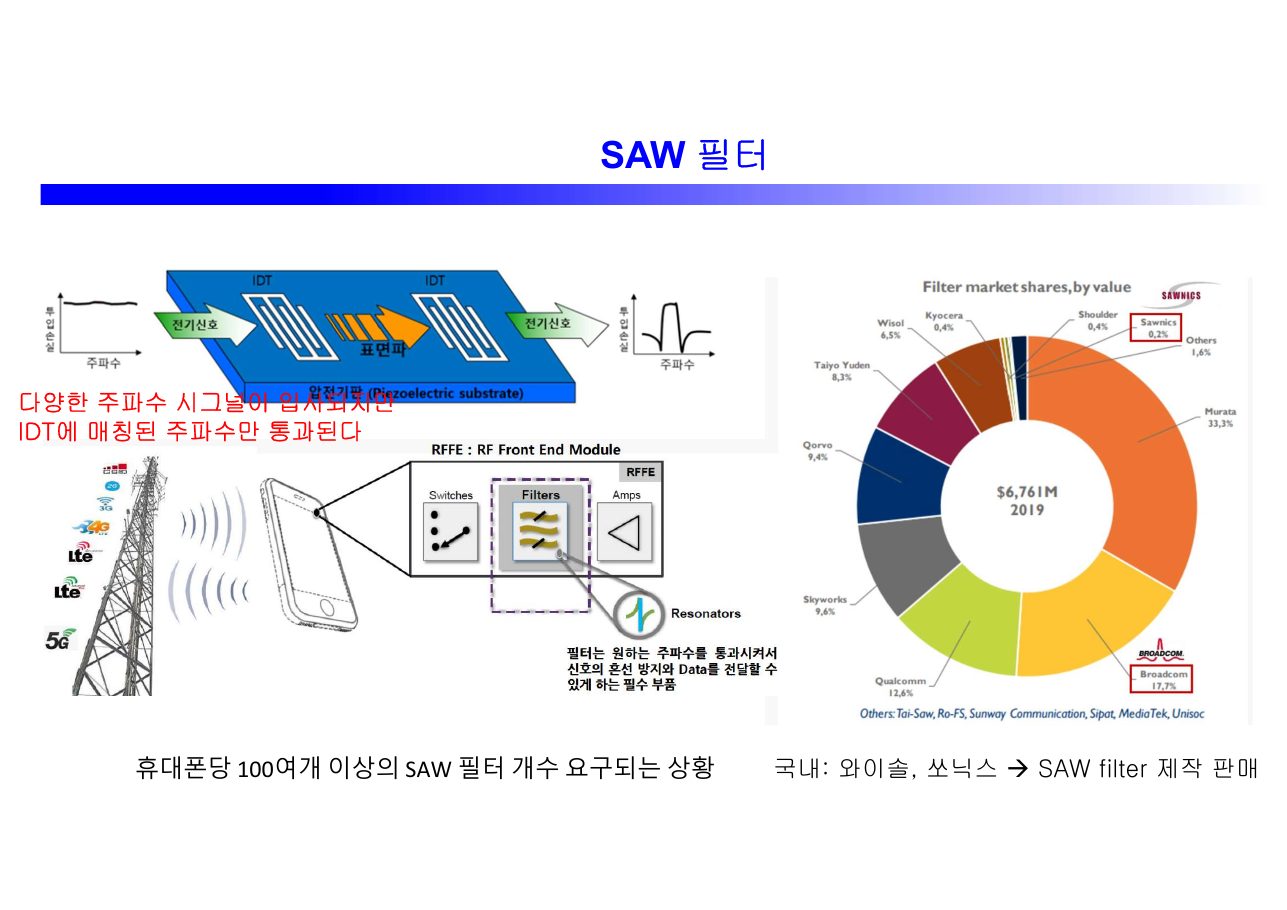 SAW 필터
IDT
IDT
전기신호
표면파
전기신호
주파수
주파수
압전기판 (Piezoelectric substrate)
다양한 주파수 시그널이 입사되지만
IDT에 매칭된 주파수만 통과된다
RFFE : RF Front End Module
RFFE
Switches
Filters
Amps
2G
3G
4G
Lte
Lte
5G
Resonators
필터는 원하는 주파수를 통과시켜서
신호의 혼선 방지와 Data를 전달할 수
있게 하는 필수 부품
휴대폰당 100여개 이상의 SAW 필터 개수 요구되는 상황
Filter market shares, by value
SAWNICS
Shoulder
0,4%
Kyocera
0,4%
Sawnics
0,2%
Wisol
6,5%
Others
1,6%
Taiyo Yuden
8,3%
Murata
33,3%
Qorvo
9,4%
$6,761M
2019
Skyworks
9,6%
BROADCOM
Broadcom
17,7%
Qualcomm
12,6%
Others: Tai-Saw, Ro-FS, Sunway Communication, Sipat, MediaTek, Unisoc
국내: 와이솔, 쏘닉스 → SAW filter 제작 판매